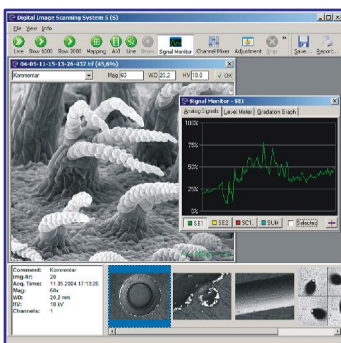 Digital Image Scanning System 5 (S)
File View Info
Live Slow 1000 Slow 2000 Mapping AVI Line Beam Signal Monitor Channel Mixer Adjustment Stop Save... Report...
04-05-11-15-13-26-437.tif (45,6%)
Kommentar Mag 60 WD 20,2 HV 10,0 OK
Signal Monitor - SE1
Analog Signals Level Meter Gradation Graph
100%
75%
50%
25%
0%
SE1 SE2 SC1. SUM Selected
Comment: Kommentar
Img-Nr: 20
Acq. Time: 11.05.2004 17:13:26
Mag: 60x
WD: 20,2 mm
HV: 10 kV
Channels: 1